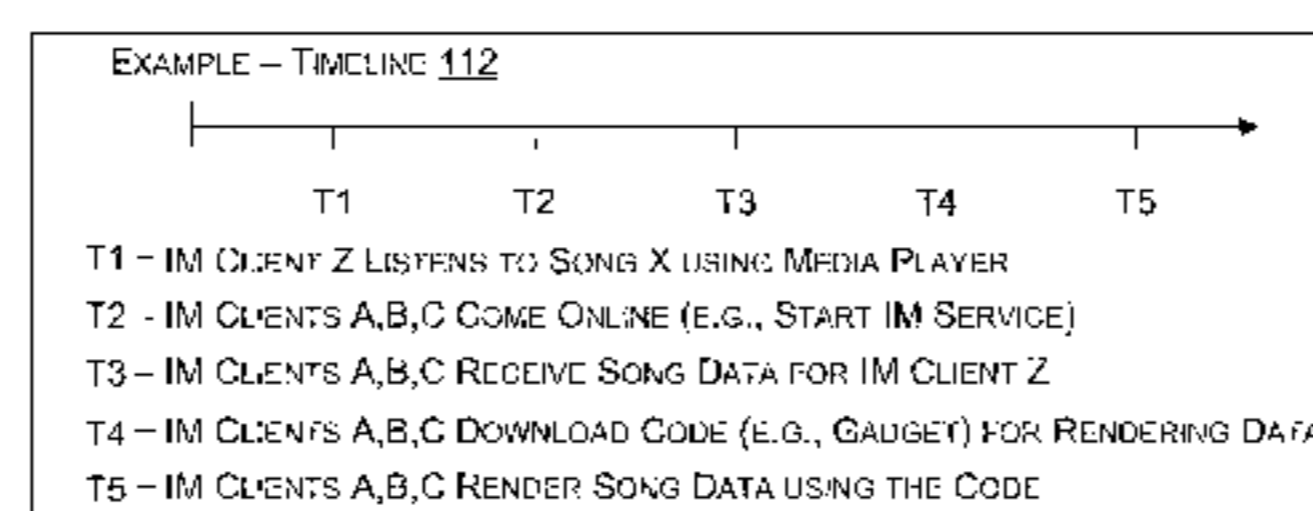 EXAMPLE – TIMELINE 112
T1 T2 T3 T4 T5
T1 – IM CLIENT Z LISTENS TO SONG X USING MEDIA PLAYER
T2 - IM CLIENTS A,B,C COME ONLINE (E.G., START IM SERVICE)
T3 – IM CLIENTS A,B,C RECEIVE SONG DATA FOR IM CLIENT Z
T4 – IM CLIENTS A,B,C DOWNLOAD CODE (E.G., GADGET) FOR RENDERING DATA
T5 – IM CLIENTS A,B,C RENDER SONG DATA USING THE CODE